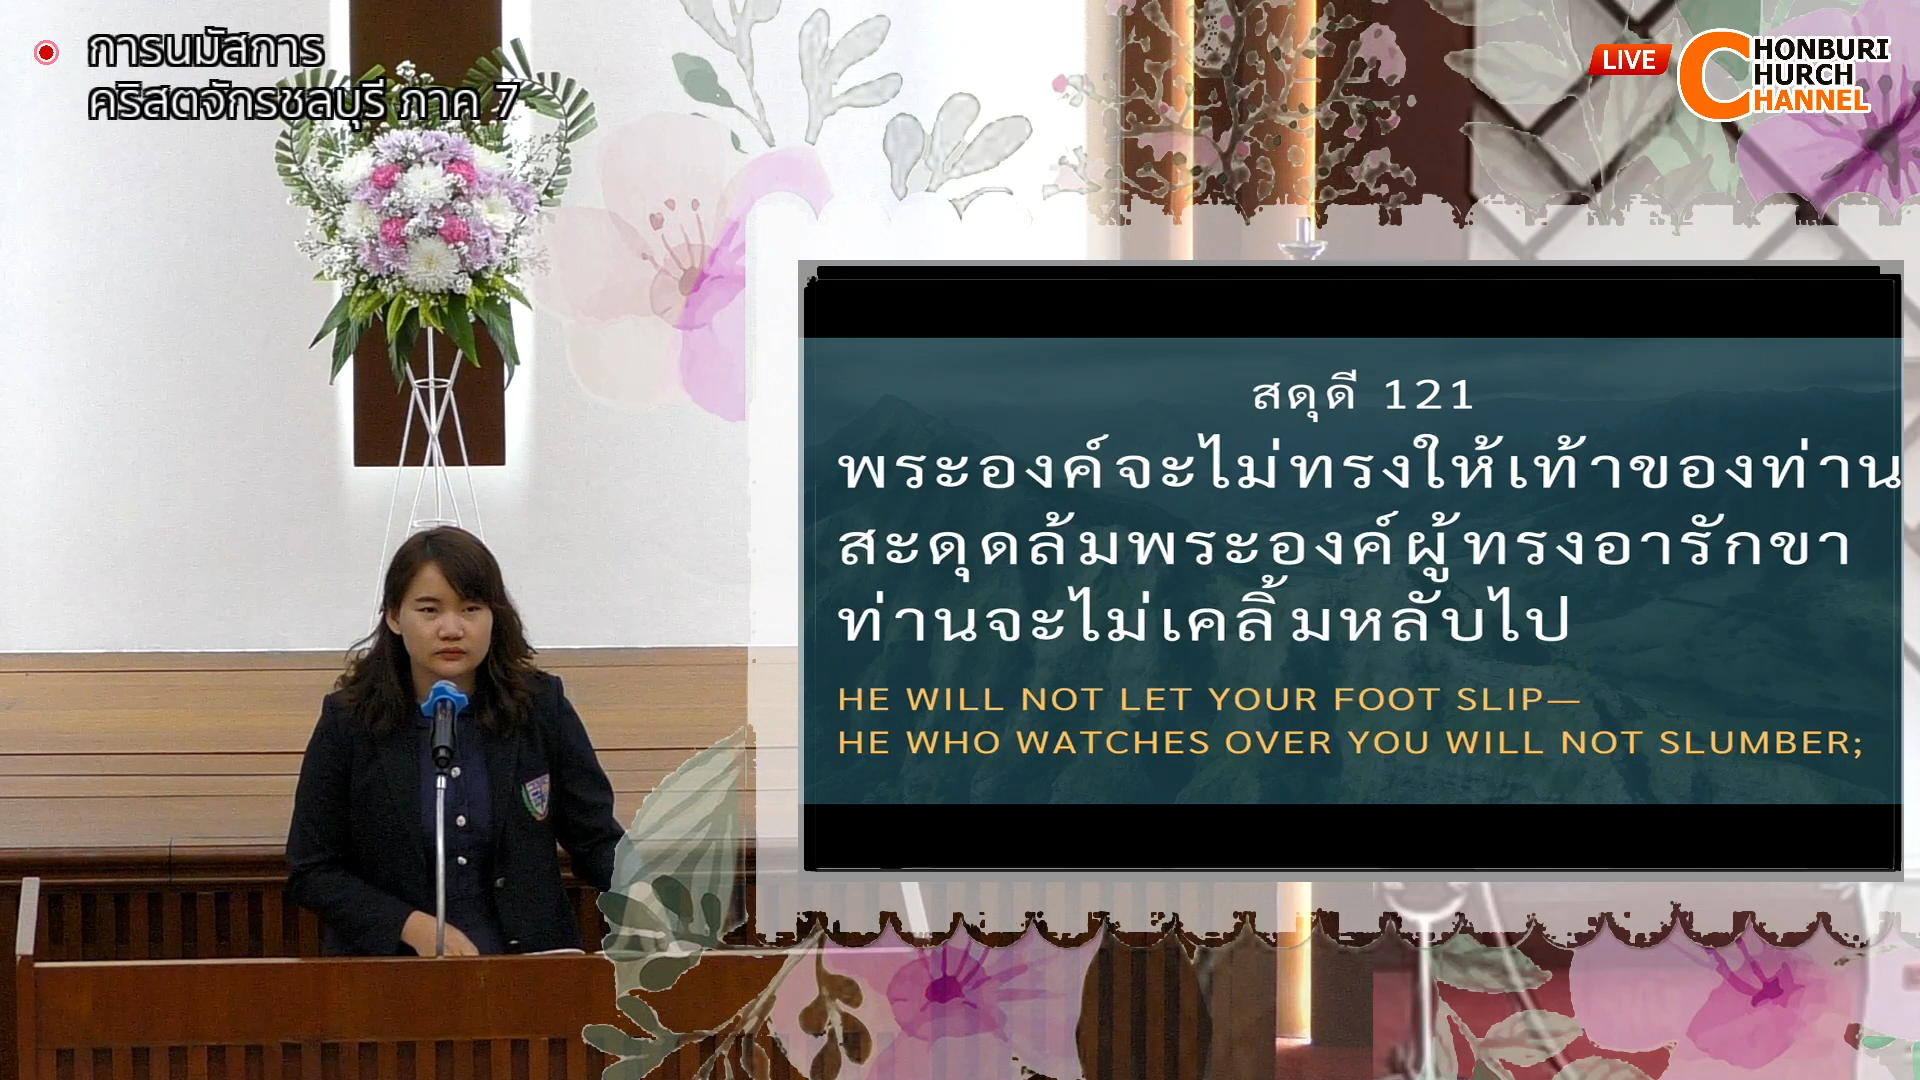 การนมัสการ
คริสตจักรชลบุรี ภาค 7
LIVE
CHONBURI
CHURCH
CHANNEL
สดุดี 121
พระองค์จะไม่ทรงให้เท้าของท่าน
สะดุดล้มพระองค์ผู้ทรงอารักขา
ท่านจะไม่เคลิ้มหลับไป
HE WILL NOT LET YOUR FOOT SLIP—
HE WHO WATCHES OVER YOU WILL NOT SLUMBER;